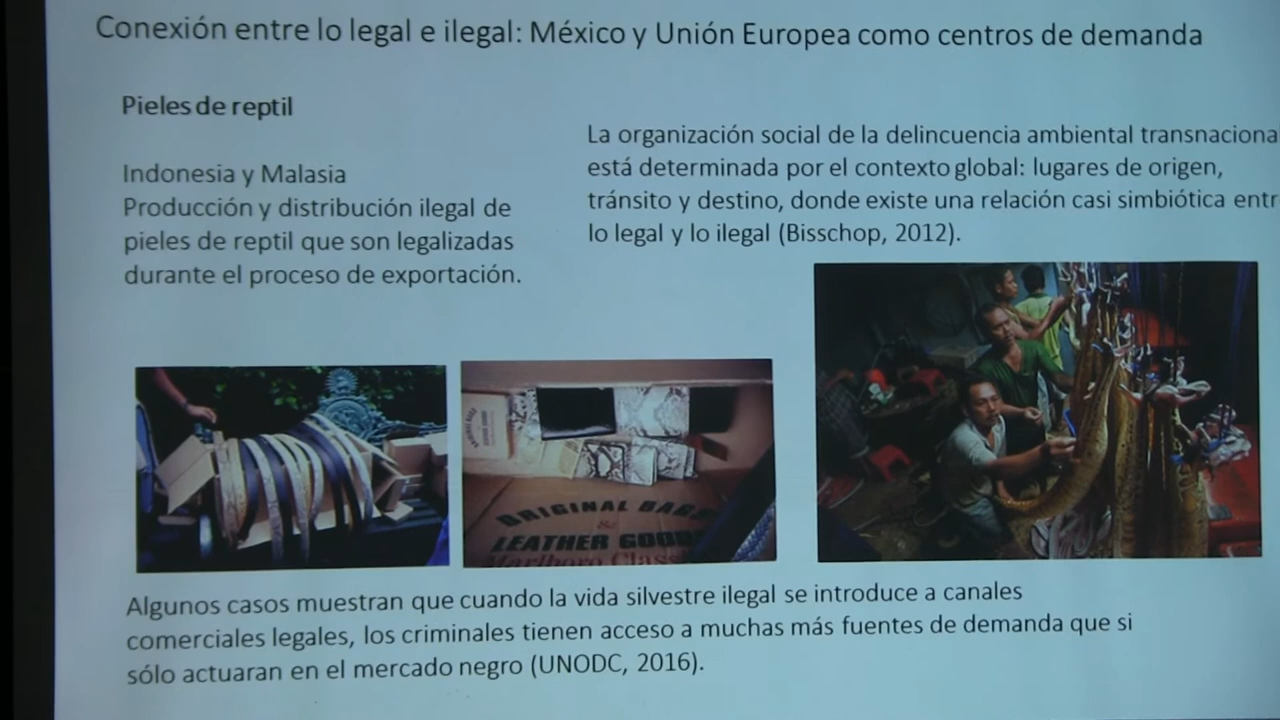 Conexión entre lo legal e ilegal: México y Unión Europea como centros de demanda
Pieles de reptil
Indonesia y Malasia
Producción y distribución ilegal de
pieles de reptil que son legalizadas
durante el proceso de exportación.
La organización social de la delincuencia ambiental transnaciona
está determinada por el contexto global: lugares de origen,
tránsito y destino, donde existe una relación casi simbiótica entr
lo legal y lo ilegal (Bisschop, 2012).
ORIGINAL BAGS
&
LEATHER GOODS
Marlboro Class
Algunos casos muestran que cuando la vida silvestre ilegal se introduce a canales
comerciales legales, los criminales tienen acceso a muchas más fuentes de demanda que si
sólo actuaran en el mercado negro (UNODC, 2016).